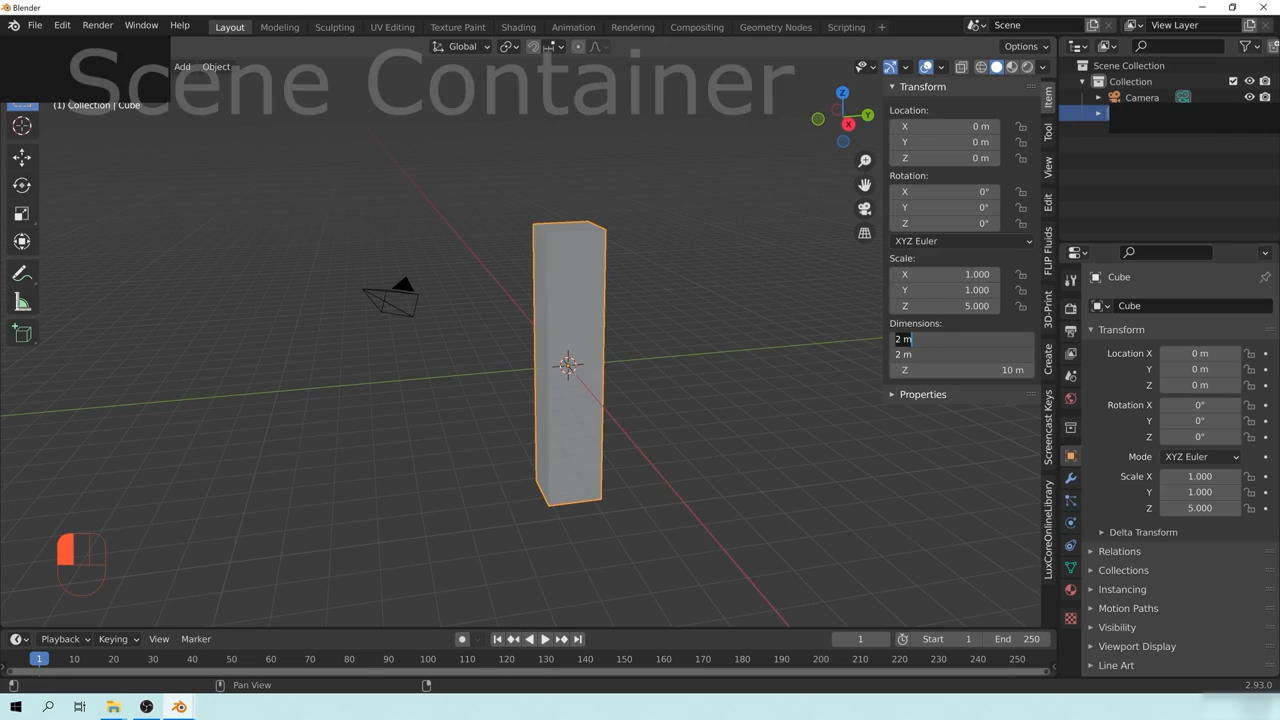 Blender
File Edit Render Window Help
Layout Modeling Sculpting UV Editing Texture Paint Shading Animation Rendering Compositing Geometry Nodes Scripting +
Scene
View Layer
Global
Options
Scene Container
Add Object
(1) Collection | Cube
Z
Y
X
Transform
Location:
X 0 m
Y 0 m
Z 0 m
Rotation:
X 0°
Y 0°
Z 0°
XYZ Euler
Scale:
X 1.000
Y 1.000
Z 5.000
Dimensions:
2 m
2 m
Z 10 m
Properties
Item
Tool
View
Edit
FLIP Fluids
3D-Print
Create
Screencast Keys
LuxCoreOnlineLibrary
Scene Collection
Collection
Camera
Cube
Cube
Transform
Location X 0 m
Y 0 m
Z 0 m
Rotation X 0°
Y 0°
Z 0°
Mode XYZ Euler
Scale X 1.000
Y 1.000
Z 5.000
Delta Transform
Relations
Collections
Instancing
Motion Paths
Visibility
Viewport Display
Line Art
Playback Keying View Marker
1
Start 1 End 250
1 10 20 30 40 50 60 70 80 90 100 110 120 130 140 150 160 170 180 190 200 210 220 230 240 250
Pan View
2.93.0